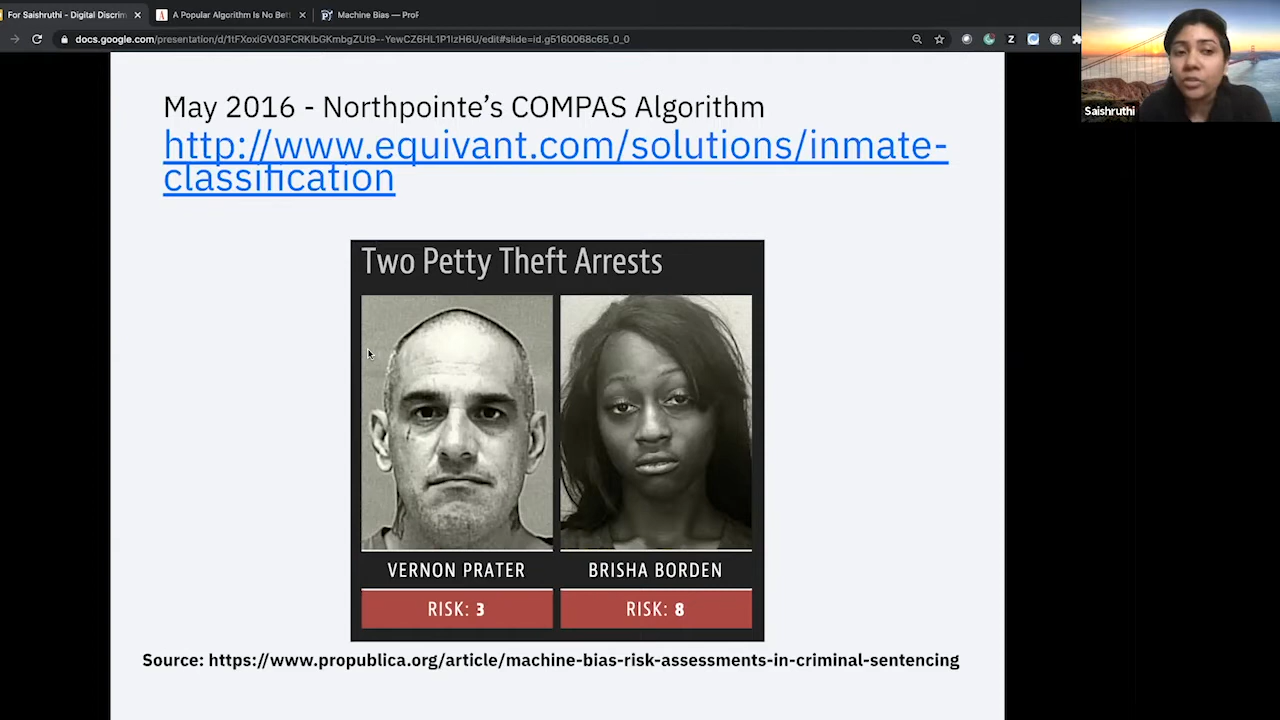 For Saishruthi - Digital Discrim
A Popular Algorithm Is No Bett
Machine Bias — ProP
docs.google.com/presentation/d/1tFXoxiGV03FCRKlbGKmbgZUt9--YewCZ6HL1P1IzH6U/edit#slide=id.g5160068c65_0_0
Saishruthi
May 2016 - Northpointe's COMPAS Algorithm
http://www.equivant.com/solutions/inmate-
classification
Two Petty Theft Arrests
VERNON PRATER
BRISHA BORDEN
RISK: 3
RISK: 8
Source: https://www.propublica.org/article/machine-bias-risk-assessments-in-criminal-sentencing